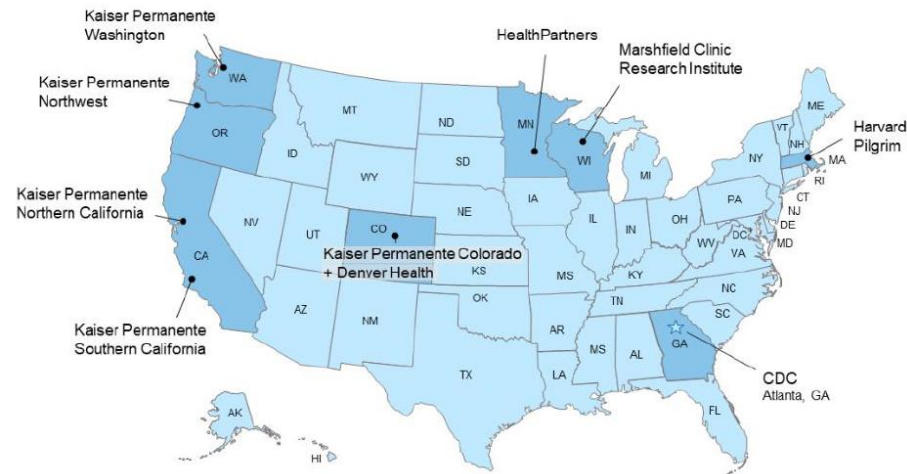 Kaiser Permanente
Washington
HealthPartners
Marshfield Clinic
Research Institute
Kaiser Permanente
Northwest
Harvard
Pilgrim
Kaiser Permanente
Northern California
Kaiser Permanente Colorado
+ Denver Health
Kaiser Permanente
Southern California
CDC
Atlanta, GA
WA
OR
CA
ID
NV
MT
WY
UT
CO
AZ
NM
ND
SD
NE
KS
OK
TX
MN
IA
MS
AR
LA
WI
IL
MI
IN
OH
KY
TN
MS
AL
GA
FL
SC
NC
VA
WV
DC
MD
DE
NJ
PA
NY
CT
RI
MA
VT
NH
ME
AK
HI